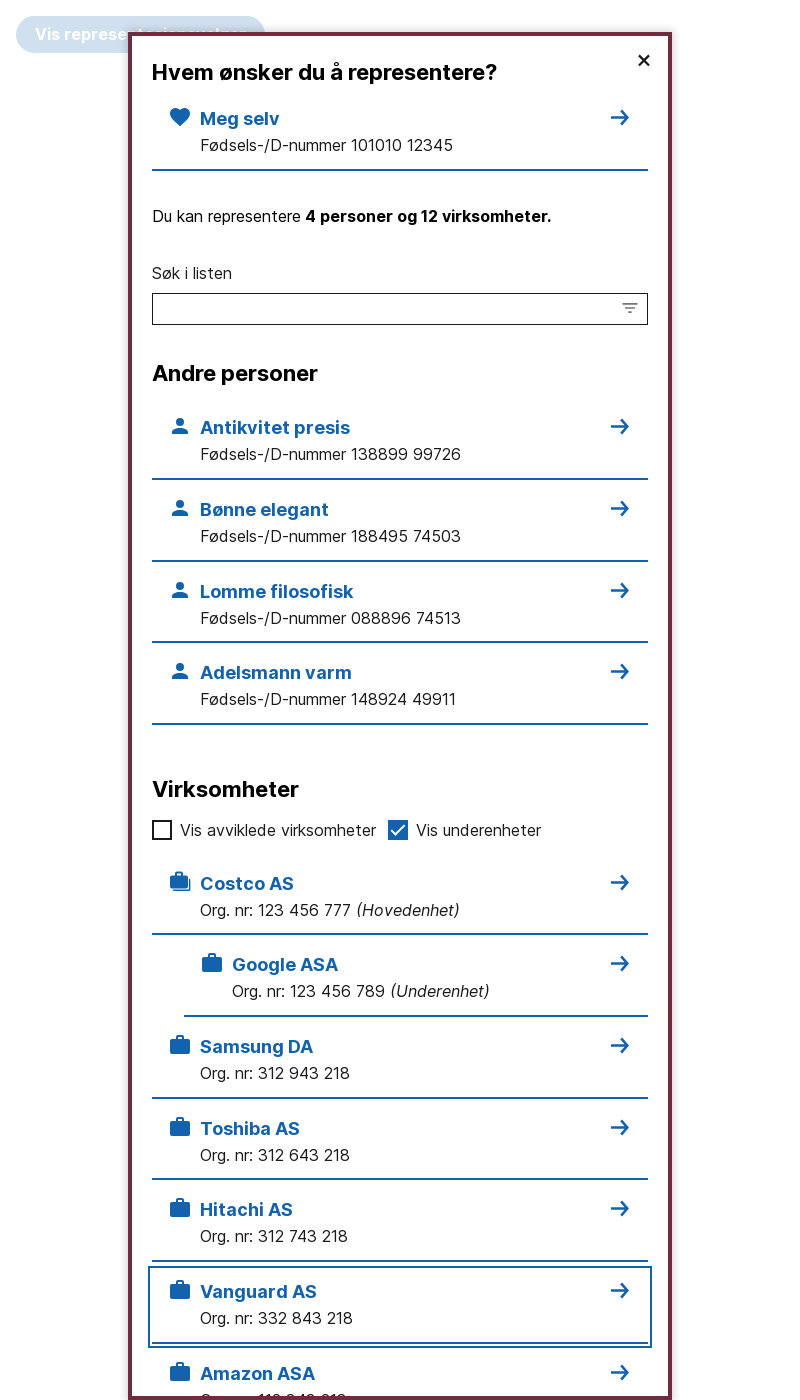 Vis
Hvem ønsker du å representere?
Meg selv
Fødsels-/D-nummer 101010 12345
Du kan representere 4 personer og 12 virksomheter.
Søk i listen
Andre personer
Antikvitet presis
Fødsels-/D-nummer 138899 99726
Bønne elegant
Fødsels-/D-nummer 188495 74503
Lomme filosofisk
Fødsels-/D-nummer 088896 74513
Adelsmann varm
Fødsels-/D-nummer 148924 49911
Virksomheter
Vis avviklede virksomheter Vis underenheter
Costco AS
Org. nr: 123 456 777 (Hovedenhet)
Google ASA
Org. nr: 123 456 789 (Underenhet)
Samsung DA
Org. nr: 312 943 218
Toshiba AS
Org. nr: 312 643 218
Hitachi AS
Org. nr: 312 743 218
Vanguard AS
Org. nr: 332 843 218
Amazon ASA